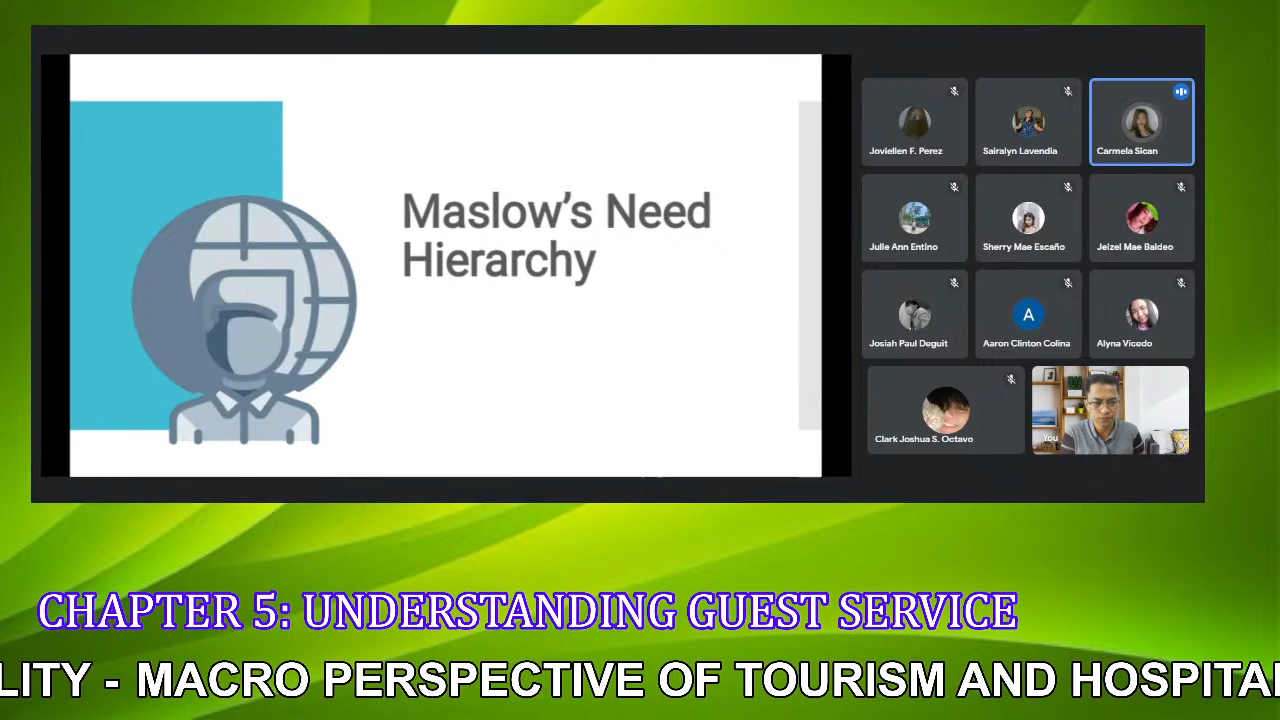 Maslow's Need
Hierarchy
Joviellen F. Perez
Sairalyn Lavendia
Carmela Sican
Julie Ann Entino
Sherry Mae Escaño
Jelzel Mae Baldeo
Josiah Paul Deguit
A
Aaron Clinton Colina
Alyna Vicedo
Clark Joshua S. Octavo
You
CHAPTER 5: UNDERSTANDING GUEST SERVICE
LITY - MACRO PERSPECTIVE OF TOURISM AND HOSPITAL